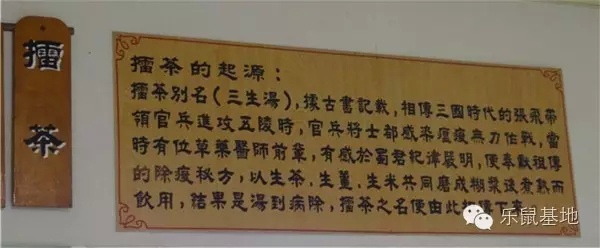 擂茶
擂茶的起源：
擂茶別名(三生湯)，據古書記載，相傳三國時代的張飛帶
領官兵進攻五陵時，官兵將士都感染瘟疫無力作戰，當
時有位草藥醫師前韋，有感於蜀君紀律嚴明，便奉獻祖傳
的除疫秘方，以生茶、生薑、生米共同磨成糊漿後煮熟而
飲用，結果是湯到病除，擂茶之名便由此相傳下來
乐鼠基地